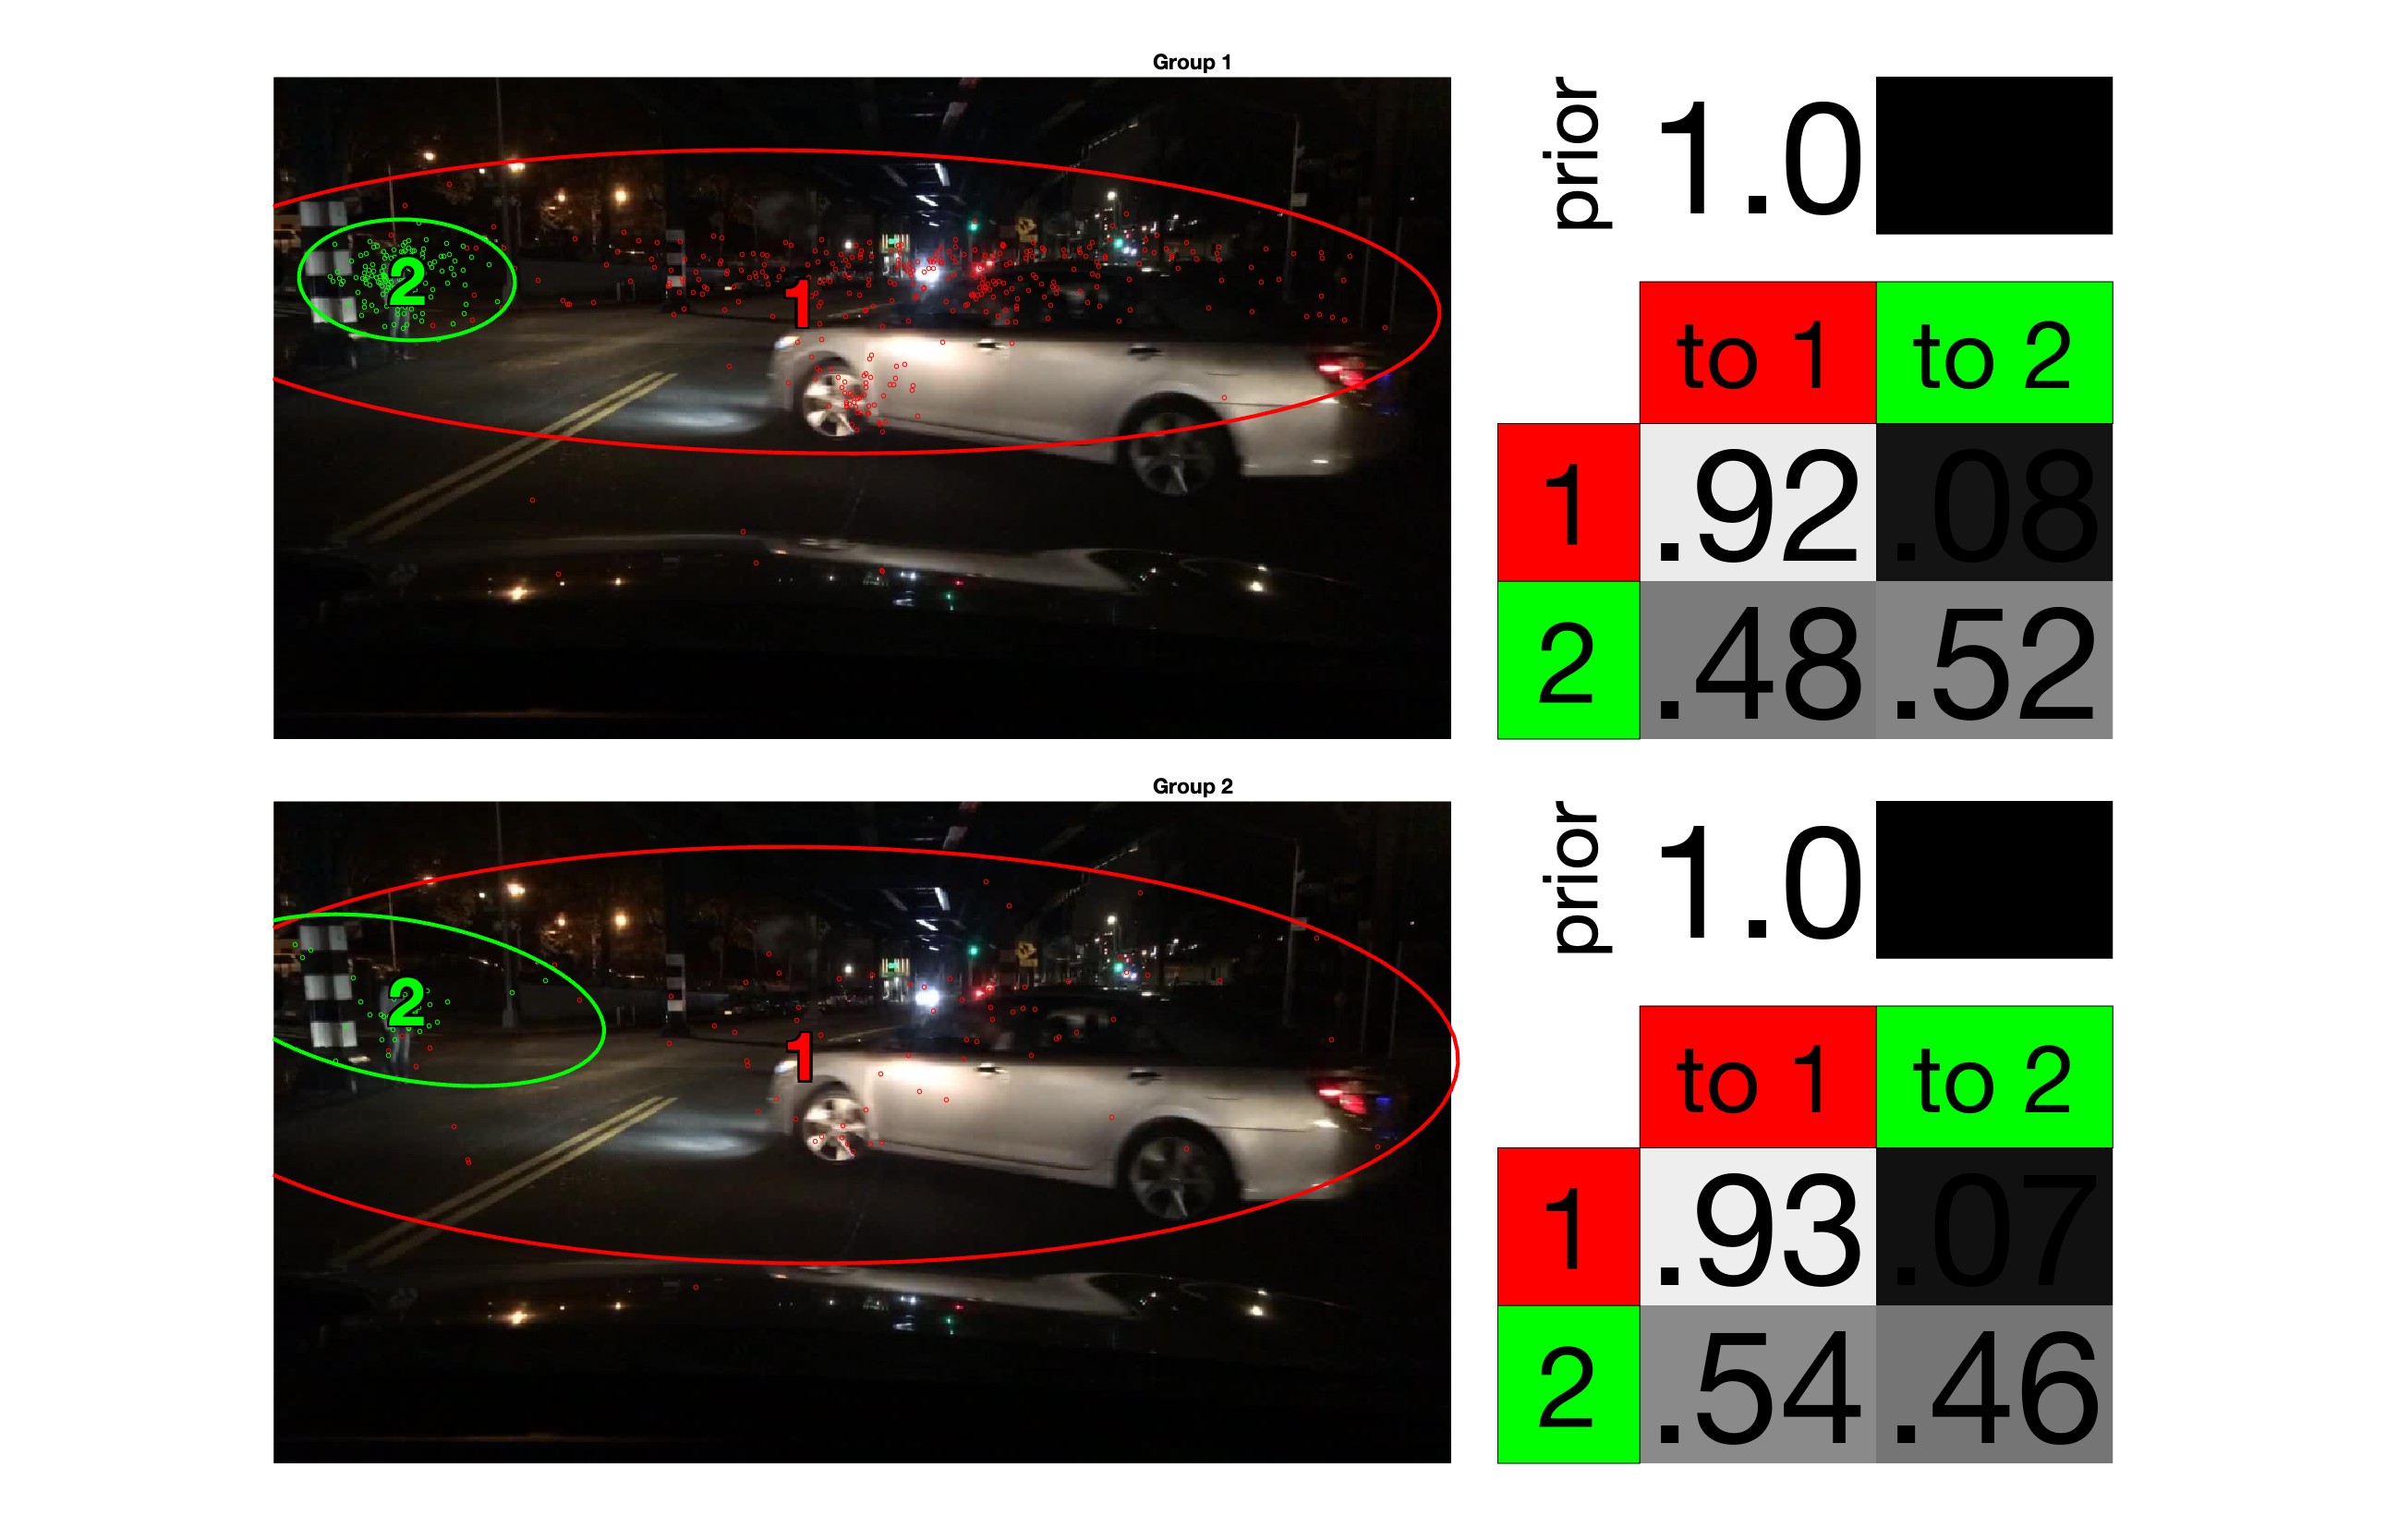 Group 1
2
1
prior 1.0
to 1 to 2
1 .92 .08
2 .48 .52
Group 2
2
1
prior 1.0
to 1 to 2
1 .93 .07
2 .54 .46